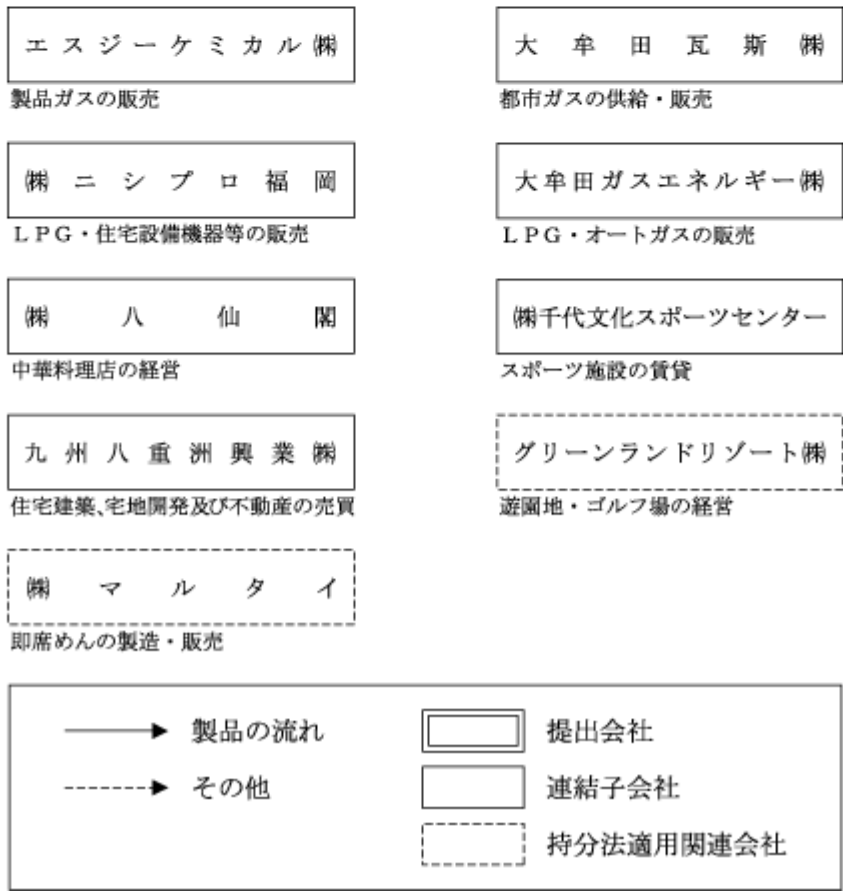 エスジーケミカル㈱
製品ガスの販売
大牟田瓦斯㈱
都市ガスの供給・販売
㈱ニシプロ福岡
ＬＰＧ・住宅設備機器等の販売
大牟田ガスエネルギー㈱
ＬＰＧ・オートガスの販売
㈱八仙閣
中華料理店の経営
㈱千代文化スポーツセンター
スポーツ施設の賃貸
九州八重洲興業㈱
住宅建築、宅地開発及び不動産の売買
グリーンランドリゾート㈱
遊園地・ゴルフ場の経営
㈱マルタイ
即席めんの製造・販売
製品の流れ
提出会社
その他
連結子会社
持分法適用関連会社